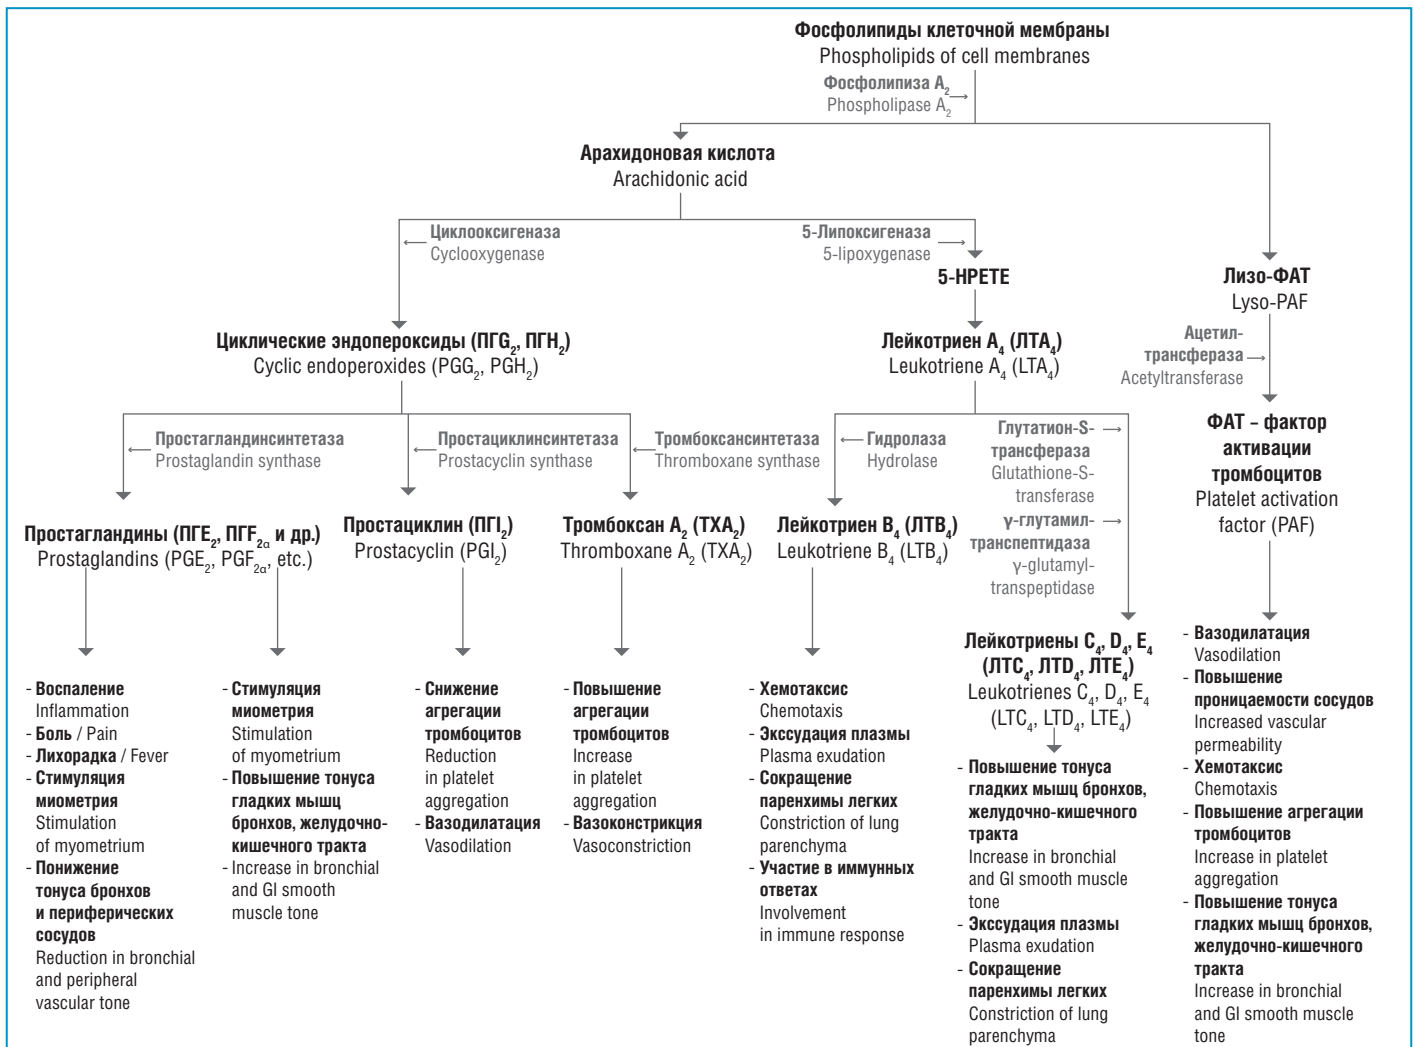 Фосфолипиды клеточной мембраны
Phospholipids of cell membranes
Фосфолипиза A₂
Phospholipase A₂
Арахидоновая кислота
Arachidonic acid
Циклооксигеназа
Cyclooxygenase
5-Липоксигеназа
5-lipoxygenase
5-HPETE
Лизо-ФАТ
Lyso-PAF
Циклические эндопероксиды (ПГG₂, ПГH₂)
Cyclic endoperoxides (PGG₂, PGH₂)
Лейкотриен A₄ (ЛТA₄)
Leukotriene A₄ (LTA₄)
Ацетил-
трансфераза
Acetyltransferase
Простагландинсинтетаза
Prostaglandin synthase
Простациклинсинтетаза
Prostacyclin synthase
Тромбоксансинтетаза
Thromboxane synthase
Гидролаза
Hydrolase
Глутатион-S-
трансфераза
Glutathione-S-
transferase
γ-глутамил-
транспептидаза
γ-glutamyl-
transpeptidase
ФАТ – фактор
активации
тромбоцитов
Platelet activation
factor (PAF)
Простагландины (ПГE₂, ПГF₂α и др.)
Prostaglandins (PGE₂, PGF₂α, etc.)
Простациклин (ПГI₂)
Prostacyclin (PGI₂)
Тромбоксан A₂ (TXA₂)
Thromboxane A₂ (TXA₂)
Лейкотриен B₄ (ЛТB₄)
Leukotriene B₄ (LTB₄)
Лейкотриены C₄, D₄, E₄
(ЛТC₄, ЛТD₄, ЛТE₄)
Leukotrienes C₄, D₄, E₄
(LTC₄, LTD₄, LTE₄)
- Воспаление
Inflammation
- Боль / Pain
- Лихорадка / Fever
- Стимуляция
миометрия
Stimulation
of myometrium
- Понижение
тонуса бронхов
и периферических
сосудов
Reduction in bronchial
and peripheral
vascular tone
- Стимуляция
миометрия
Stimulation
of myometrium
- Повышение тонуса
гладких мышц
бронхов, желудочно-
кишечного тракта
- Increase in bronchial
and GI smooth
muscle tone
- Снижение
агрегации
тромбоцитов
Reduction
in platelet
aggregation
- Вазодилатация
Vasodilation
- Повышение
агрегации
тромбоцитов
Increase
in platelet
aggregation
- Вазоконстрикция
Vasoconstriction
- Хемотаксис
Chemotaxis
- Экссудация плазмы
Plasma exudation
- Сокращение
паренхимы легких
Constriction of lung
parenchyma
- Участие в иммунных
ответах
Involvement
in immune response
- Повышение тонуса
гладких мышц бронхов,
желудочно-кишечного
тракта
Increase in bronchial
and GI smooth muscle
tone
- Экссудация плазмы
Plasma exudation
- Сокращение
паренхимы легких
Constriction of lung
parenchyma
- Вазодилатация
Vasodilation
- Повышение
проницаемости сосудов
Increased vascular
permeability
- Хемотаксис
Chemotaxis
- Повышение агрегации
тромбоцитов
Increase in platelet
aggregation
- Повышение тонуса
гладких мышц бронхов,
желудочно-кишечного
тракта
Increase in bronchial
and GI smooth muscle
tone